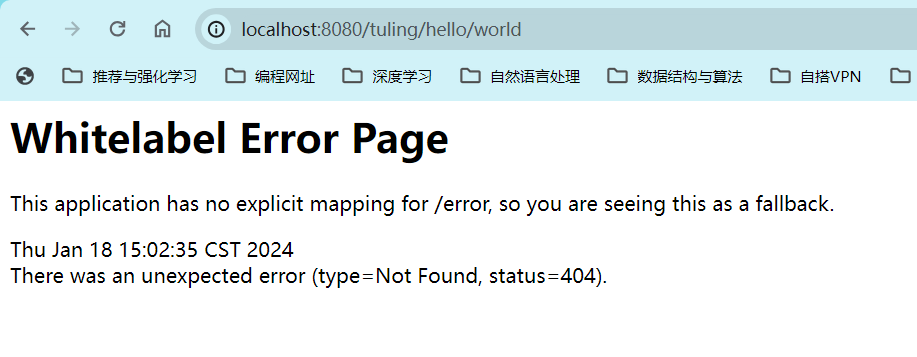 localhost:8080/tuling/hello/world
推荐与强化学习 编程网址 深度学习 自然语言处理 数据结构与算法 自搭VPN
Whitelabel Error Page
This application has no explicit mapping for /error, so you are seeing this as a fallback.
Thu Jan 18 15:02:35 CST 2024
There was an unexpected error (type=Not Found, status=404).